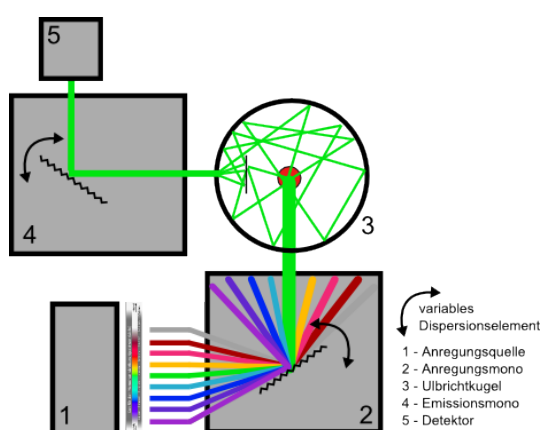 5
4
3
1
2
variables
Dispersionselement
1 - Anregungsquelle
2 - Anregungsmono
3 - Ulbrichtkugel
4 - Emissionsmono
5 - Detektor